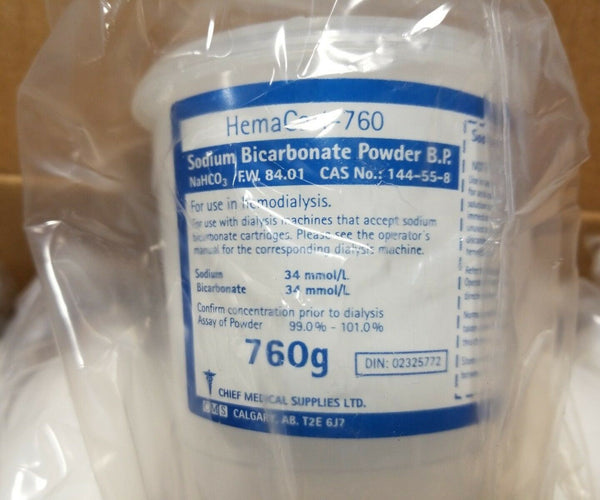 HemaCart-760
Sodium Bicarbonate Powder B.P.
NaHCO₃ F.W. 84.01 CAS No.: 144-55-8
For use in hemodialysis.
For use with dialysis machines that accept sodium
bicarbonate cartridges. Please see the operator's
manual for the corresponding dialysis machine.
Sodium 34 mmol/L
Bicarbonate 34 mmol/L
Confirm concentration prior to dialysis
Assay of Powder 99.0% - 101.0%
760g
DIN: 02325772
CHIEF MEDICAL SUPPLIES LTD.
CMS CALGARY, AB. T2E 6J7